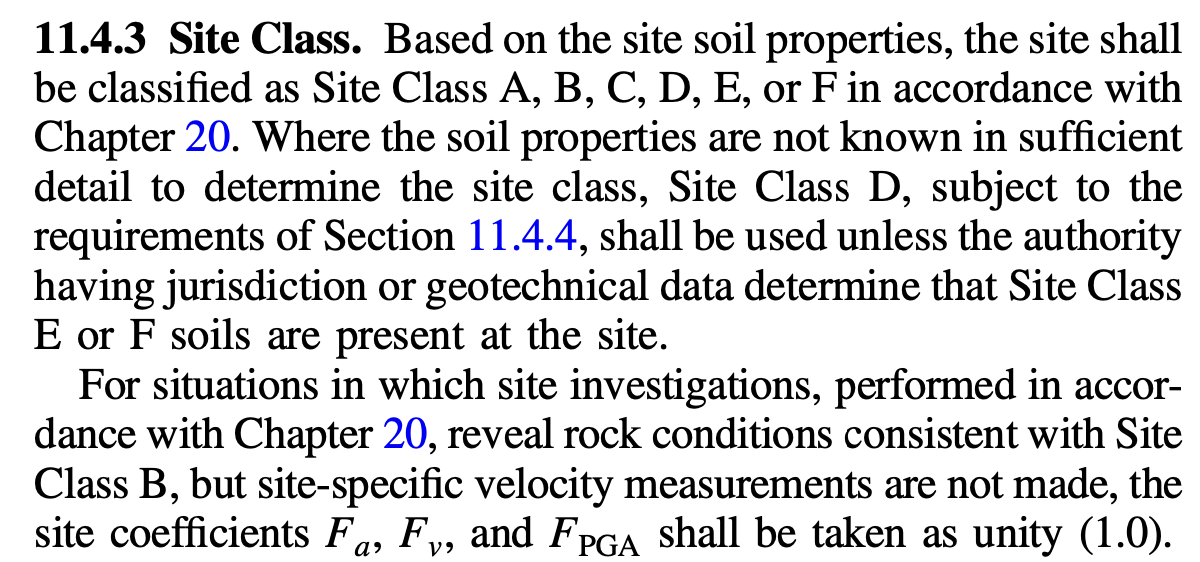 11.4.3 Site Class. Based on the site soil properties, the site shall
be classified as Site Class A, B, C, D, E, or F in accordance with
Chapter 20. Where the soil properties are not known in sufficient
detail to determine the site class, Site Class D, subject to the
requirements of Section 11.4.4, shall be used unless the authority
having jurisdiction or geotechnical data determine that Site Class
E or F soils are present at the site.
For situations in which site investigations, performed in accor-
dance with Chapter 20, reveal rock conditions consistent with Site
Class B, but site-specific velocity measurements are not made, the
site coefficients Fa, Fv, and FPGA shall be taken as unity (1.0).